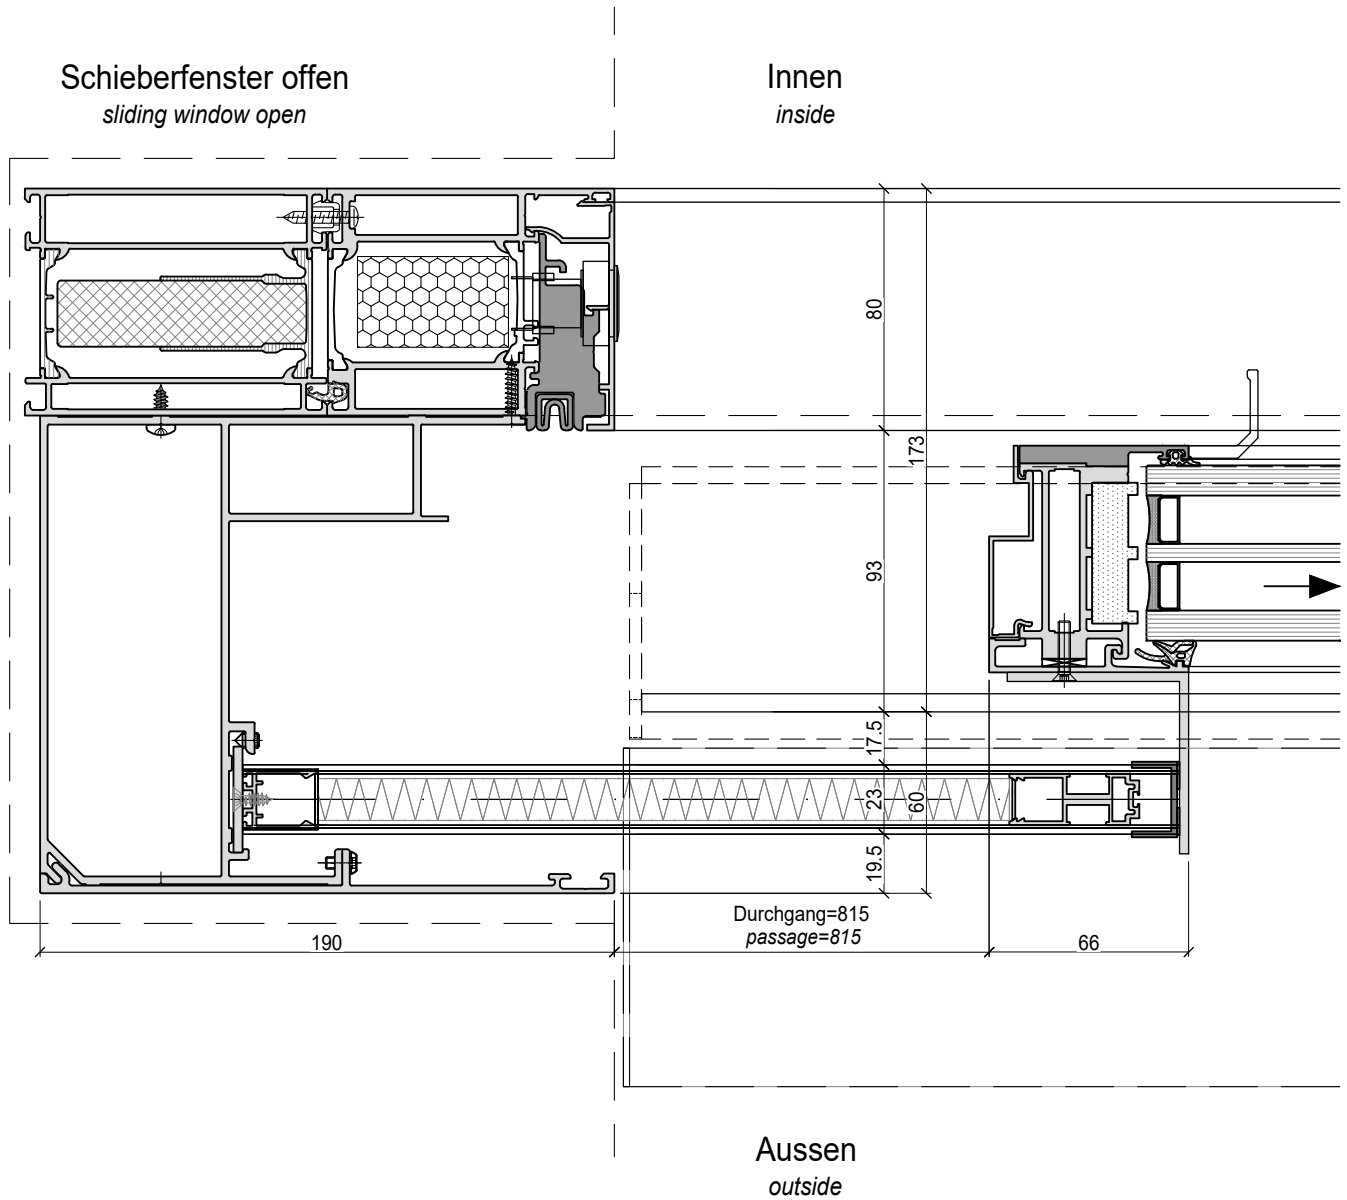 Schieberfenster offen
sliding window open
Innen
inside
80
173
93
17.5
23
60
19.5
Durchgang=815
passage=815
190
66
Aussen
outside